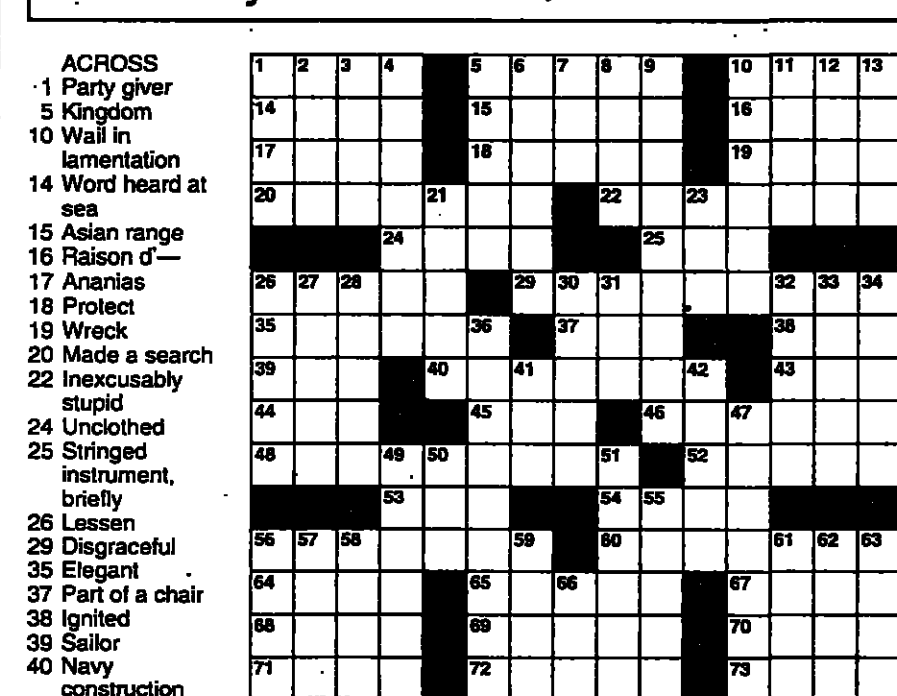 ACROSS
1 Party giver
5 Kingdom
10 Wail in
lamentation
14 Word heard at
sea
15 Asian range
16 Raison d'—
17 Ananias
18 Protect
19 Wreck
20 Made a search
22 Inexcusably
stupid
24 Unclothed
25 Stringed
instrument,
briefly
26 Lessen
29 Disgraceful
35 Elegant
37 Part of a chair
38 Ignited
39 Sailor
40 Navy
construction
1 2 3 4 5 6 7 8 9 10 11 12 13
14 15 16
17 18 19
20 21 22 23
24 25
26 27 28 29 30 31 32 33 34
35 36 37 38
39 40 41 42 43
44 45 46 47
48 49 50 51 52
53 54 55
56 57 58 59 60 61 62 63
64 65 66 67
68 69 70
71 72 73